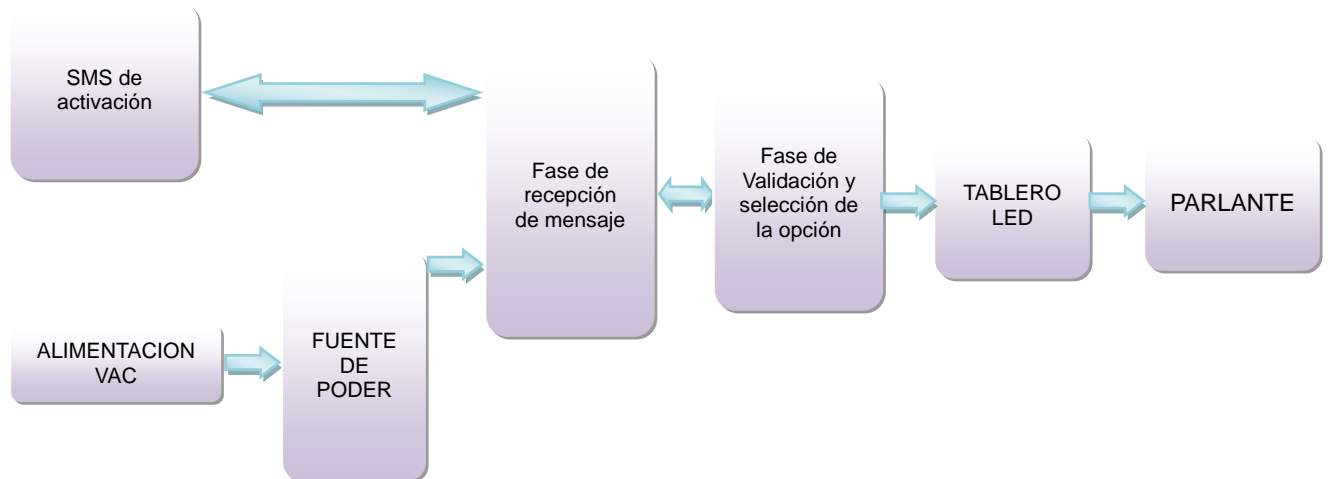 SMS de
activación
Fase de
recepción
de mensaje
Fase de
Validación y
selección de
la opción
TABLERO
LED
PARLANTE
ALIMENTACION
VAC
FUENTE
DE
PODER